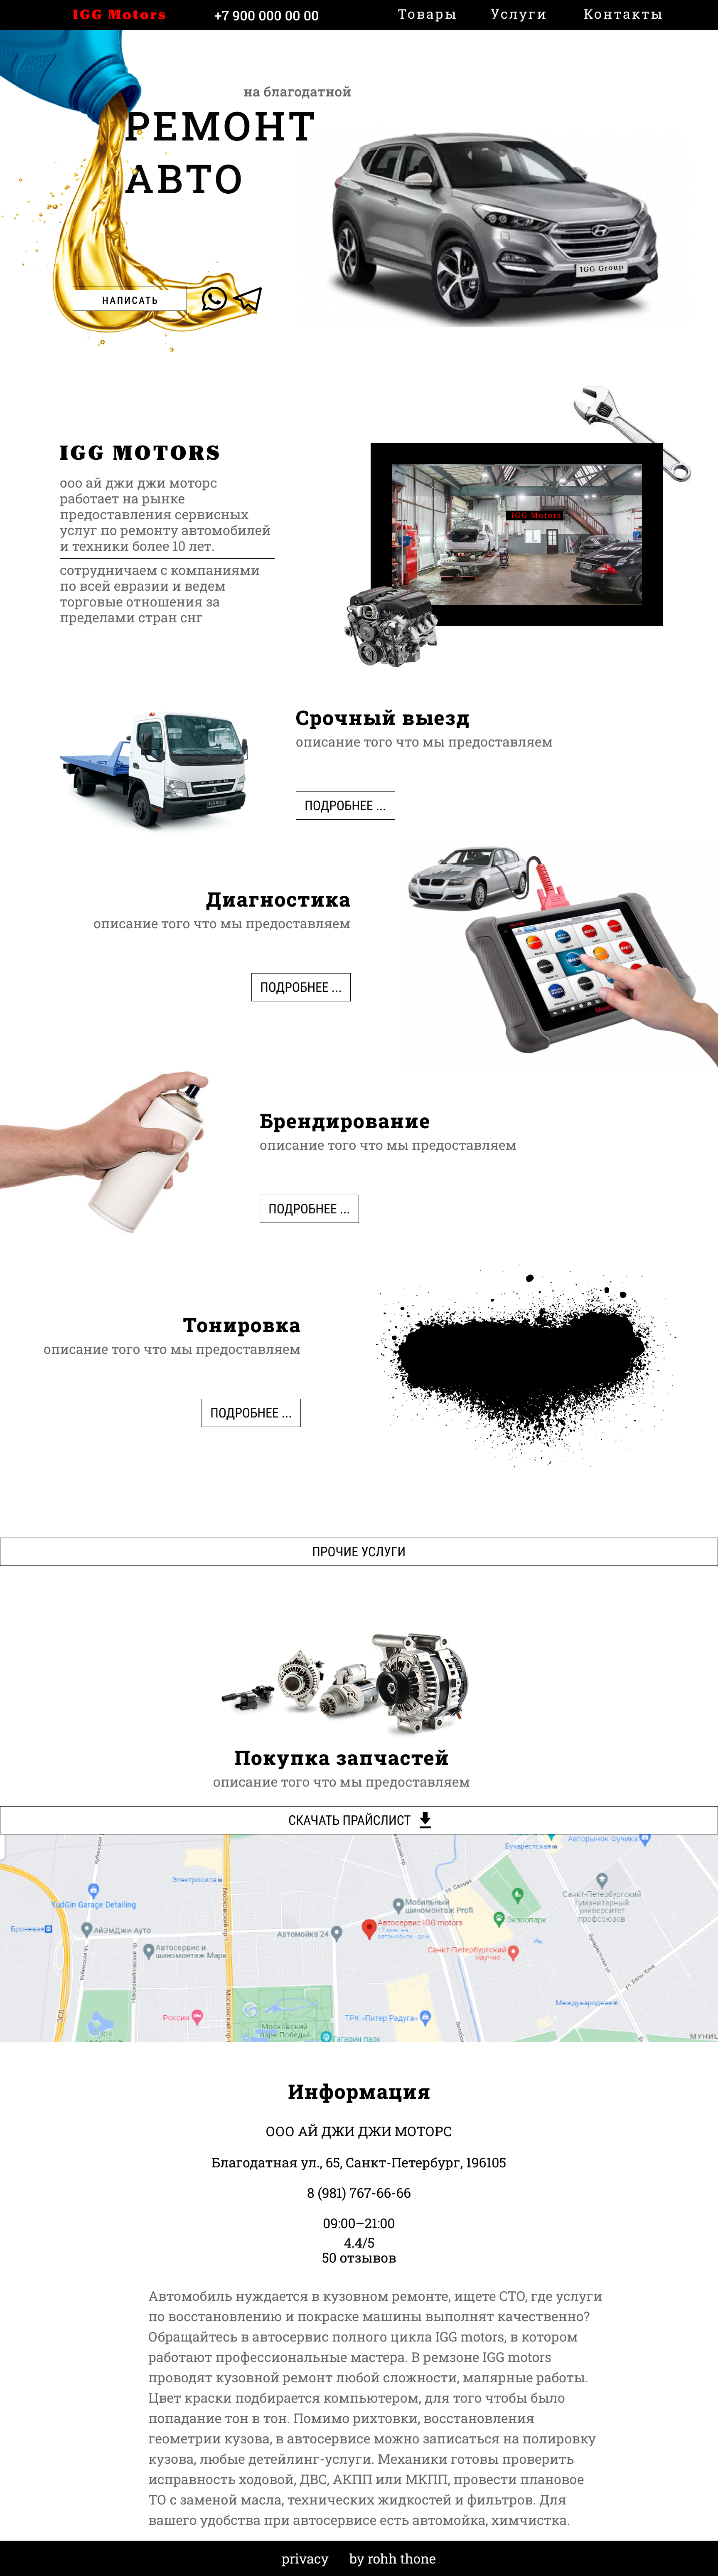 IGG Motors
+7 900 000 00 00
Товары
Услуги
Контакты
на благодатной
РЕМОНТ
АВТО
IGG Group
НАПИСАТЬ
IGG MOTORS
ооо ай джи джи моторс
работает на рынке
предоставления сервисных
услуг по ремонту автомобилей
и техники более 10 лет.
сотрудничаем с компаниями
по всей евразии и ведем
торговые отношения за
пределами стран снг
IGG Motors
Срочный выезд
описание того что мы предоставляем
ПОДРОБНЕЕ ...
Диагностика
описание того что мы предоставляем
ПОДРОБНЕЕ ...
Брендирование
описание того что мы предоставляем
ПОДРОБНЕЕ ...
Тонировка
описание того что мы предоставляем
ПОДРОБНЕЕ ...
ПРОЧИЕ УСЛУГИ
Покупка запчастей
описание того что мы предоставляем
СКАЧАТЬ ПРАЙСЛИСТ
Бухарестская
Авторынок Фучика
Электросила
YudGin Garage Detailing
Броневая
АйЭмДжи-Авто
Автосервис и
шиномонтаж Марк
Автомойка 24
Мобильный
шиномонтаж Profi
Автосервис IGG motors
Экзоопарк
Санкт-Петербургский
гуманитарный
университет
профсоюзов
Санкт-Петербургский
научно
ул. Салова
Международная
Россия
Московский
парк Победы
ТРК «Питер Радуга»
Гагарин парк
ЗСД
Информация
ООО АЙ ДЖИ ДЖИ МОТОРС
Благодатная ул., 65, Санкт-Петербург, 196105
8 (981) 767-66-66
09:00–21:00
4.4/5
50 отзывов
Автомобиль нуждается в кузовном ремонте, ищете СТО, где услуги
по восстановлению и покраске машины выполнят качественно?
Обращайтесь в автосервис полного цикла IGG motors, в котором
работают профессиональные мастера. В ремзоне IGG motors
проводят кузовной ремонт любой сложности, малярные работы.
Цвет краски подбирается компьютером, для того чтобы было
попадание тон в тон. Помимо рихтовки, восстановления
геометрии кузова, в автосервисе можно записаться на полировку
кузова, любые детейлинг-услуги. Механики готовы проверить
исправность ходовой, ДВС, АКПП или МКПП, провести плановое
ТО с заменой масла, технических жидкостей и фильтров. Для
вашего удобства при автосервисе есть автомойка, химчистка.
privacy
by rohh thone